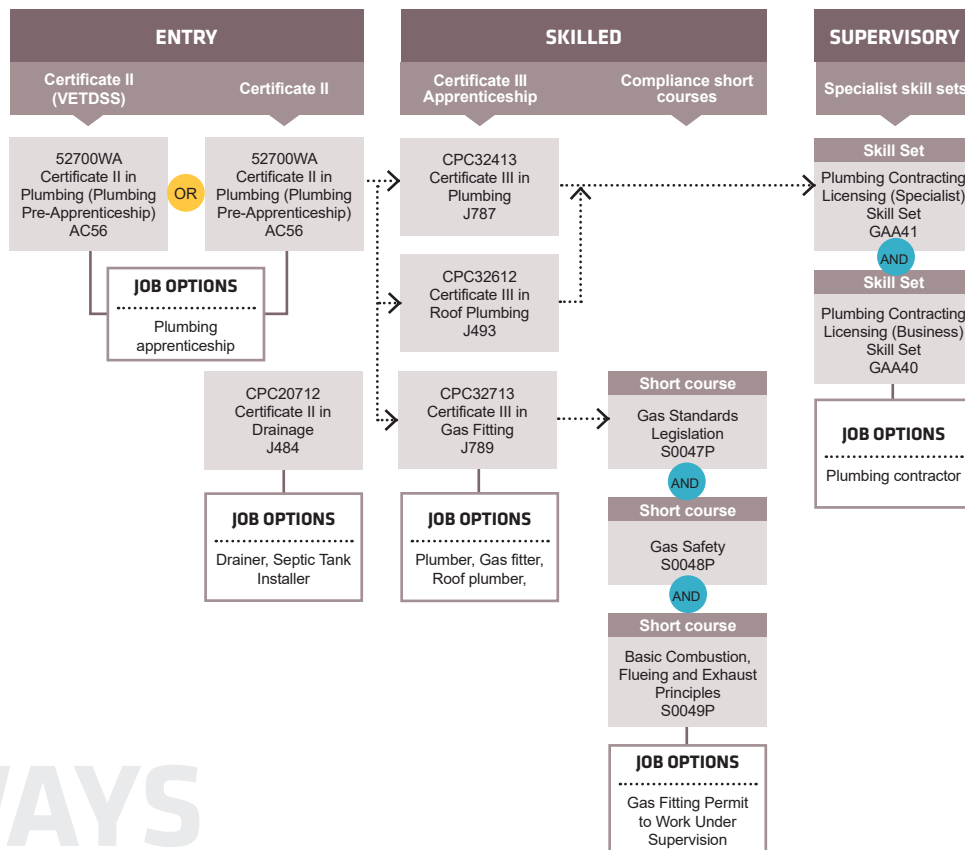 ENTRY
SKILLED
SUPERVISORY
Certificate II
(VETDSS)
Certificate II
Certificate III
Apprenticeship
Compliance short
courses
Specialist skill sets
52700WA
Certificate II in
Plumbing (Plumbing
Pre-Apprenticeship)
AC56
OR
52700WA
Certificate II in
Plumbing (Plumbing
Pre-Apprenticeship)
AC56
JOB OPTIONS
Plumbing
apprenticeship
CPC20712
Certificate II in
Drainage
J484
JOB OPTIONS
Drainer, Septic Tank
Installer
CPC32413
Certificate III in
Plumbing
J787
CPC32612
Certificate III in
Roof Plumbing
J493
CPC32713
Certificate III in
Gas Fitting
J789
JOB OPTIONS
Plumber, Gas fitter,
Roof plumber,
Short course
Gas Standards
Legislation
S0047P
AND
Short course
Gas Safety
S0048P
AND
Short course
Basic Combustion,
Flueing and Exhaust
Principles
S0049P
JOB OPTIONS
Gas Fitting Permit
to Work Under
Supervision
Skill Set
Plumbing Contracting
Licensing (Specialist)
Skill Set
GAA41
AND
Skill Set
Plumbing Contracting
Licensing (Business)
Skill Set
GAA40
JOB OPTIONS
Plumbing contractor
WAYS